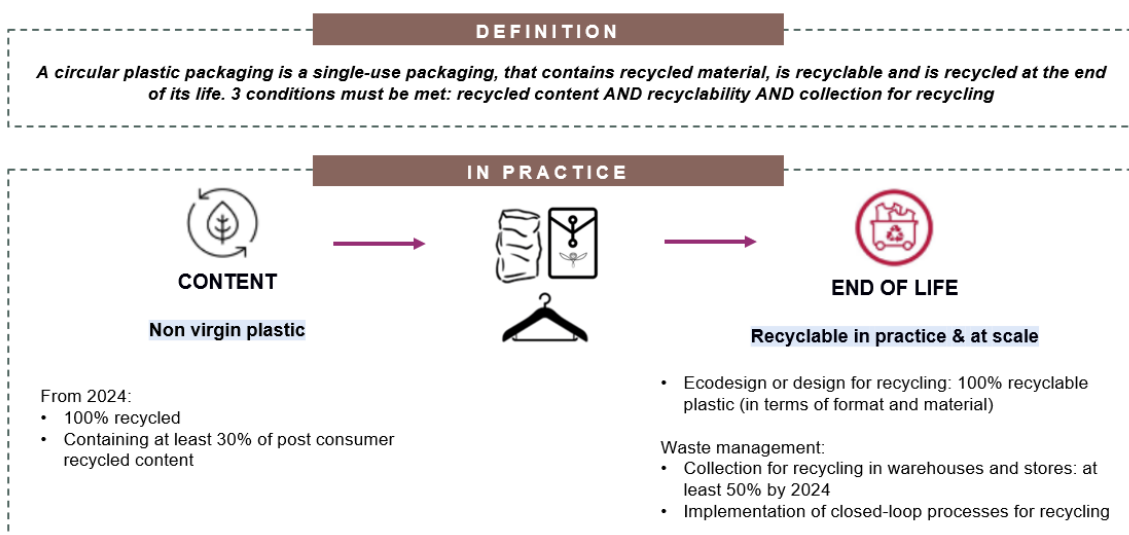 DEFINITION
A circular plastic packaging is a single-use packaging, that contains recycled material, is recyclable and is recycled at the end
of its life. 3 conditions must be met: recycled content AND recyclability AND collection for recycling
IN PRACTICE
CONTENT
Non virgin plastic
From 2024:
• 100% recycled
• Containing at least 30% of post consumer
recycled content
END OF LIFE
Recyclable in practice & at scale
• Ecodesign or design for recycling: 100% recyclable
plastic (in terms of format and material)
Waste management:
• Collection for recycling in warehouses and stores: at
least 50% by 2024
• Implementation of closed-loop processes for recycling